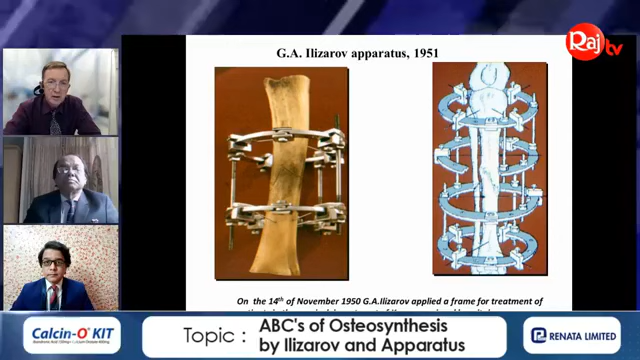 Raj tv
G.A. Ilizarov apparatus, 1951
On the 14th of November 1950 G.A.Ilizarov applied a frame for treatment of
Calcin-O KIT
Topic :
ABC's of Osteosynthesis
by Ilizarov and Apparatus
RENATA LIMITED